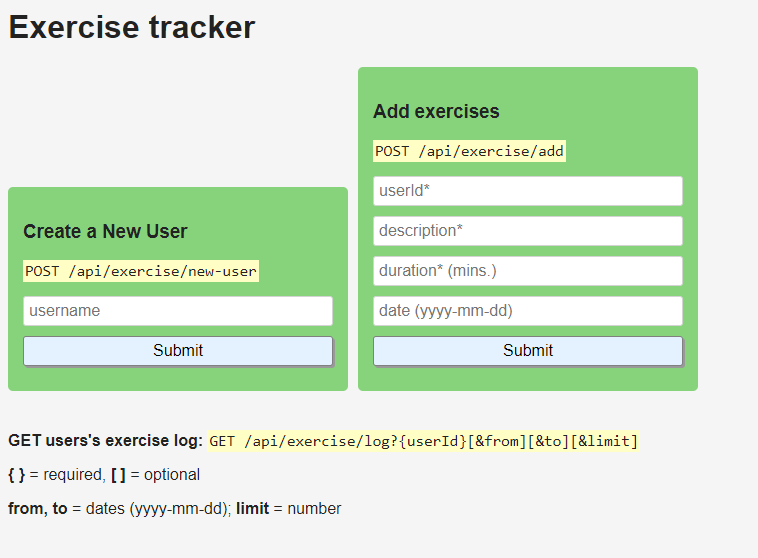 Exercise tracker
Create a New User
POST /api/exercise/new-user
username
Submit
Add exercises
POST /api/exercise/add
userId*
description*
duration* (mins.)
date (yyyy-mm-dd)
Submit
GET users's exercise log: GET /api/exercise/log?{userId}[&from][&to][&limit]
{ } = required, [ ] = optional
from, to = dates (yyyy-mm-dd); limit = number